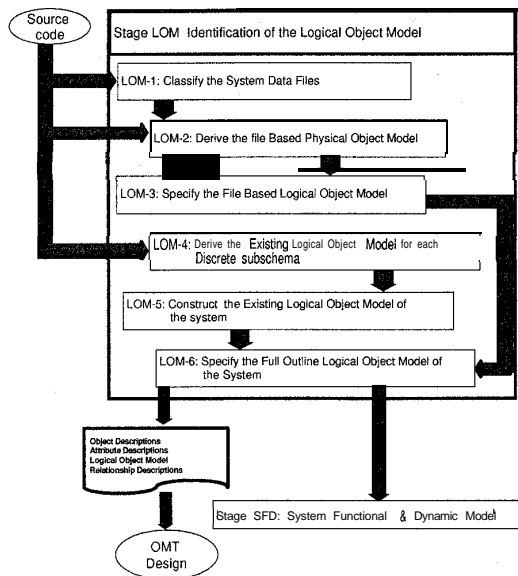 Source
code
Stage LOM Identification of the Logical Object Model
LOM-1: Classify the System Data Files
LOM-2: Derive the file Based Physical Object Model
LOM-3: Specify the File Based Logical Object Model
LOM-4: Derive the Existing Logical Object Model for each
Discrete subschema
LOM-5: Construct the Existing Logical Object Model of
the system
LOM-6: Specify the Full Outline Logical Object Model of
the System
Object Descriptions
Attribute Descriptions
Logical Object Model
Relationship Descriptions
Stage SFD: System Functional & Dynamic Model
OMT
Design